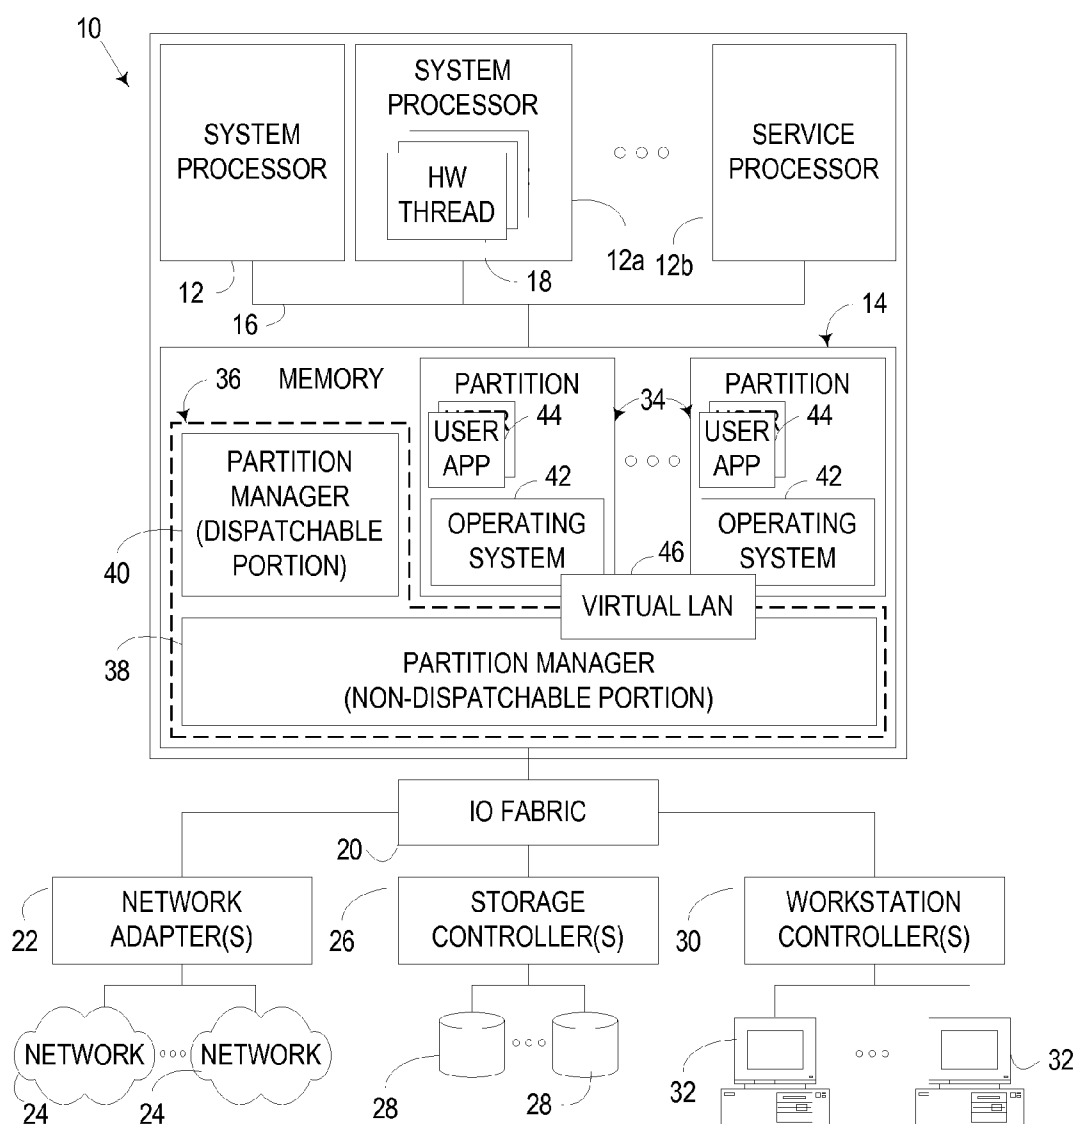 10
SYSTEM
PROCESSOR
SYSTEM
PROCESSOR
HW
THREAD
SERVICE
PROCESSOR
12
18
12a
12b
16
14
36
MEMORY
PARTITION
34
PARTITION
USER
44
USER
APP
USER
44
USER
APP
PARTITION
MANAGER
(DISPATCHABLE
PORTION)
42
OPERATING
SYSTEM
42
OPERATING
SYSTEM
40
46
VIRTUAL LAN
38
PARTITION MANAGER
(NON-DISPATCHABLE PORTION)
IO FABRIC
20
NETWORK
ADAPTER(S)
22
STORAGE
CONTROLLER(S)
26
WORKSTATION
CONTROLLER(S)
30
NETWORK
NETWORK
24
24
28
28
32
32